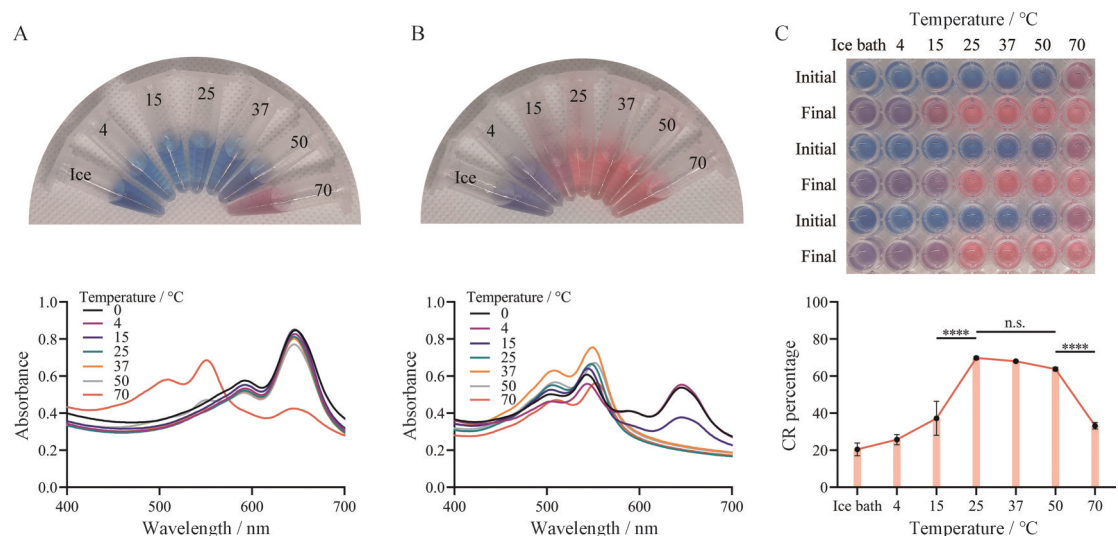 A
Ice
4
15
25
37
50
70
Temperature / °C
0
4
15
25
37
50
70
Absorbance
1.0
0.8
0.6
0.4
0.2
0.0
400
500
600
700
Wavelength / nm
B
Ice
4
15
25
37
50
70
Temperature / °C
0
4
15
25
37
50
70
Absorbance
1.0
0.8
0.6
0.4
0.2
0.0
400
500
600
700
Wavelength / nm
C
Temperature / °C
Ice bath 4 15 25 37 50 70
Initial
Final
Initial
Final
Initial
Final
CR percentage
100
80
60
40
20
0
****
n.s.
****
Ice bath 4 15 25 37 50 70
Temperature / °C